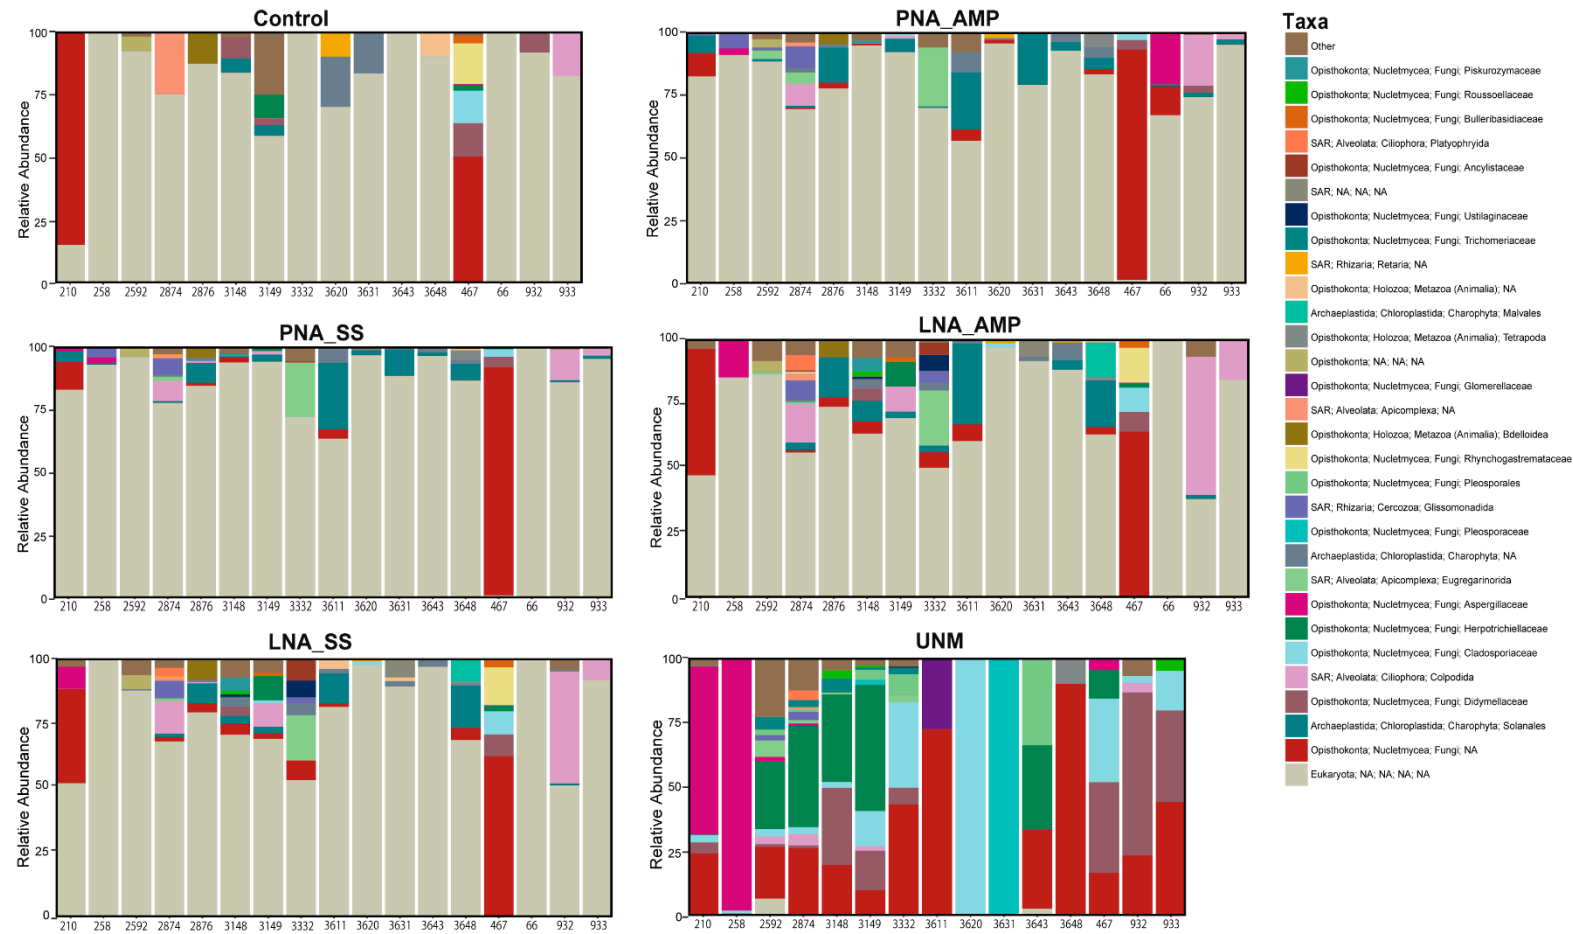 Control
Relative Abundance
100
75
50
25
0
210 258 2592 2874 2876 3148 3149 3332 3620 3631 3643 3648 467 66 932 933
PNA_AMP
Relative Abundance
100
75
50
25
0
210 258 2592 2874 2876 3148 3149 3332 3611 3620 3631 3643 3648 467 66 932 933
PNA_SS
Relative Abundance
100
75
50
25
0
210 258 2592 2874 2876 3148 3149 3332 3611 3620 3631 3643 3648 467 66 932 933
LNA_AMP
Relative Abundance
100
75
50
25
0
210 258 2592 2874 2876 3148 3149 3332 3611 3620 3631 3643 3648 467 66 932 933
LNA_SS
Relative Abundance
100
75
50
25
0
210 258 2592 2874 2876 3148 3149 3332 3611 3620 3631 3643 3648 467 66 932 933
UNM
Relative Abundance
100
75
50
25
0
210 258 2592 2874 3148 3149 3332 3611 3620 3631 3643 3648 467 932 933
Taxa
Other
Opisthokonta; Nucletmycea; Fungi; Piskurozymaceae
Opisthokonta; Nucletmycea; Fungi; Roussoellaceae
Opisthokonta; Nucletmycea; Fungi; Bulleribasidiaceae
SAR; Alveolata; Ciliophora; Platyophryida
Opisthokonta; Nucletmycea; Fungi; Ancylistaceae
SAR; NA; NA; NA
Opisthokonta; Nucletmycea; Fungi; Ustilaginaceae
Opisthokonta; Nucletmycea; Fungi; Trichomeriaceae
SAR; Rhizaria; Retaria; NA
Opisthokonta; Holozoa; Metazoa (Animalia); NA
Archaeplastida; Chloroplastida; Charophyta; Malvales
Opisthokonta; Holozoa; Metazoa (Animalia); Tetrapoda
Opisthokonta; NA; NA; NA
Opisthokonta; Nucletmycea; Fungi; Glomerellaceae
SAR; Alveolata; Apicomplexa; NA
Opisthokonta; Holozoa; Metazoa (Animalia); Bdelloidea
Opisthokonta; Nucletmycea; Fungi; Rhynchogastremataceae
Opisthokonta; Nucletmycea; Fungi; Pleosporales
SAR; Rhizaria; Cercozoa; Glissomonadida
Opisthokonta; Nucletmycea; Fungi; Pleosporaceae
Archaeplastida; Chloroplastida; Charophyta; NA
SAR; Alveolata; Apicomplexa; Eugregarinorida
Opisthokonta; Nucletmycea; Fungi; Aspergillaceae
Opisthokonta; Nucletmycea; Fungi; Herpotrichiellaceae
Opisthokonta; Nucletmycea; Fungi; Cladosporiaceae
SAR; Alveolata; Ciliophora; Colpodida
Opisthokonta; Nucletmycea; Fungi; Didymellaceae
Archaeplastida; Chloroplastida; Charophyta; Solanales
Opisthokonta; Nucletmycea; Fungi; NA
Eukaryota; NA; NA; NA; NA